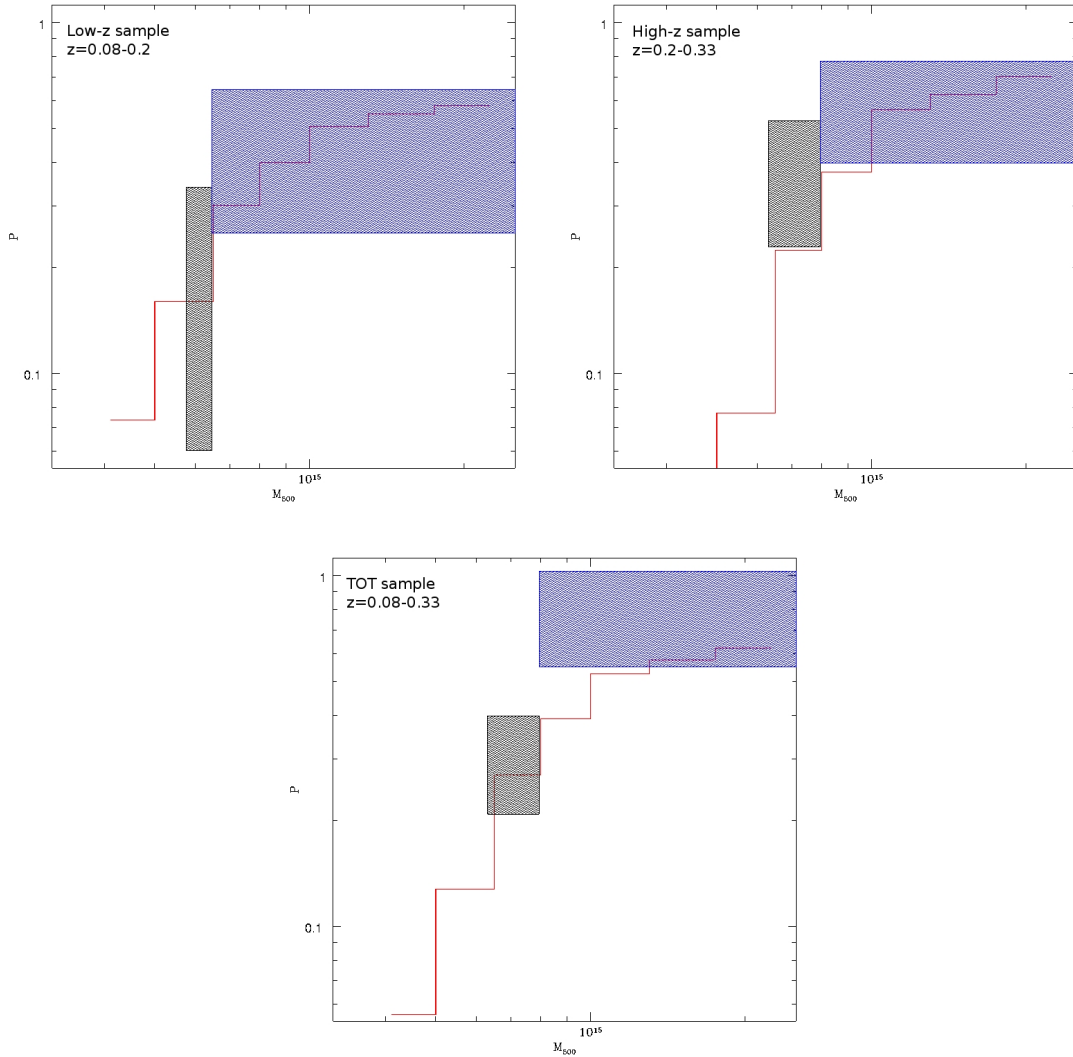 Low-z sample
z=0.08-0.2
1
0.1
P
10¹⁵
M₅₀₀
High-z sample
z=0.2-0.33
1
0.1
P
10¹⁵
M₅₀₀
TOT sample
z=0.08-0.33
1
0.1
P
10¹⁵
M₅₀₀